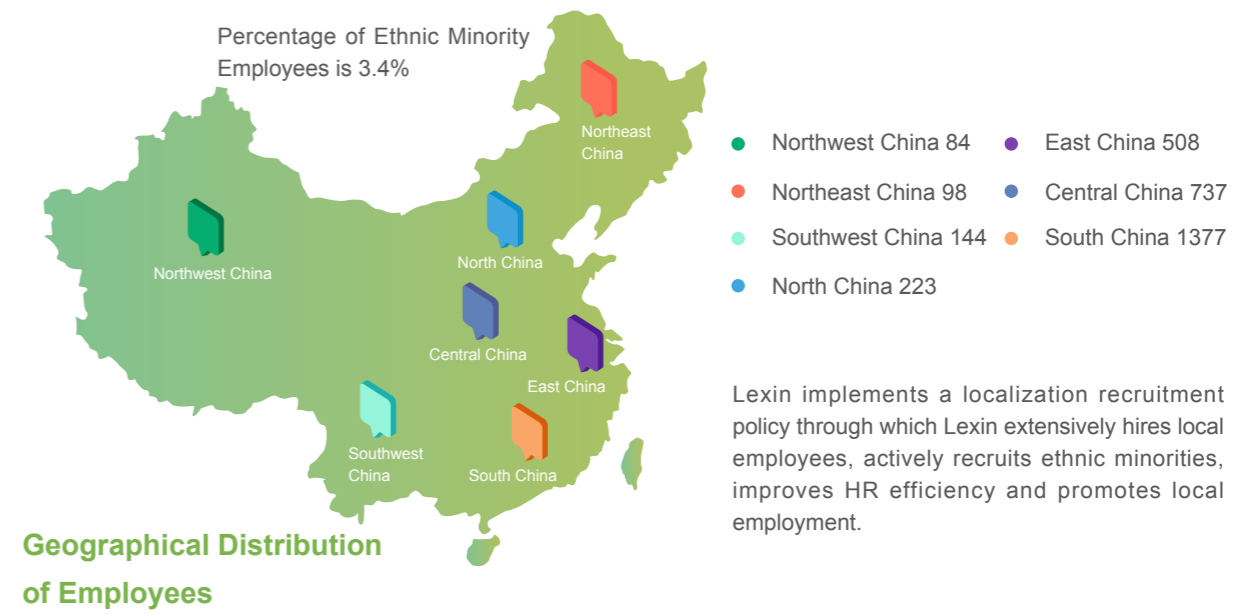 Percentage of Ethnic Minority
Employees is 3.4%
Northeast
China
Northwest China
North China
Central China
East China
Southwest
China
South China
Northwest China 84
East China 508
Northeast China 98
Central China 737
Southwest China 144
South China 1377
North China 223
Lexin implements a localization recruitment
policy through which Lexin extensively hires local
employees, actively recruits ethnic minorities,
improves HR efficiency and promotes local
employment.
Geographical Distribution
of Employees